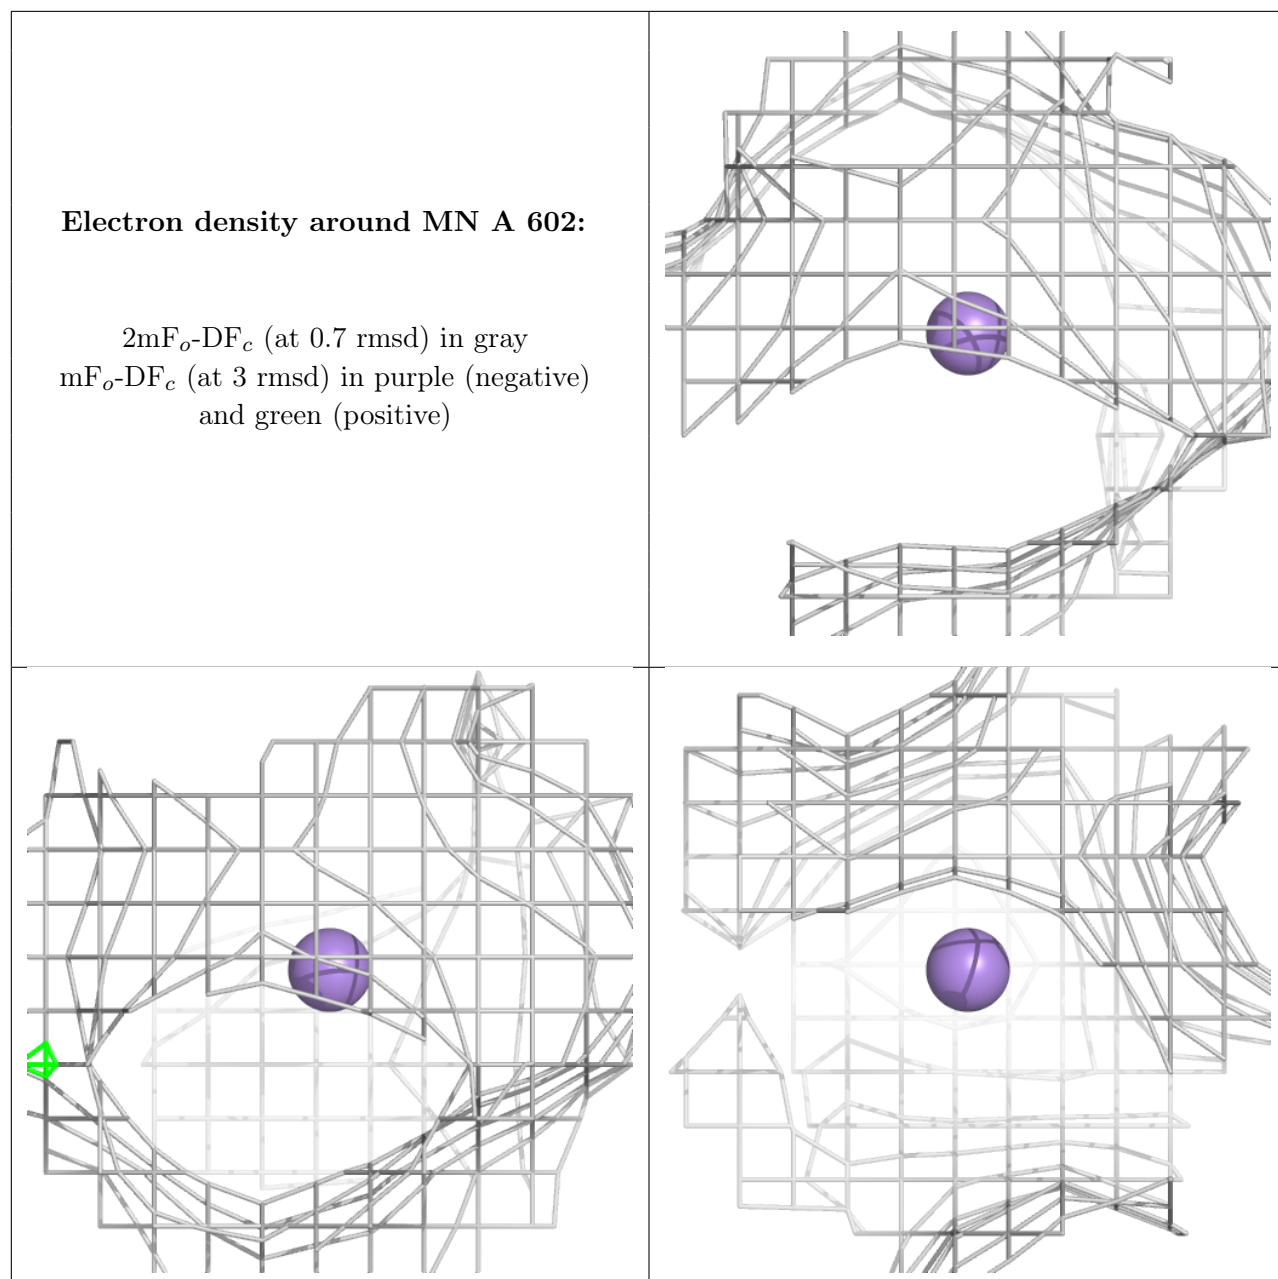 Electron density around MN A 602:
2mFo-DFc (at 0.7 rmsd) in gray
mFo-DFc (at 3 rmsd) in purple (negative)
and green (positive)